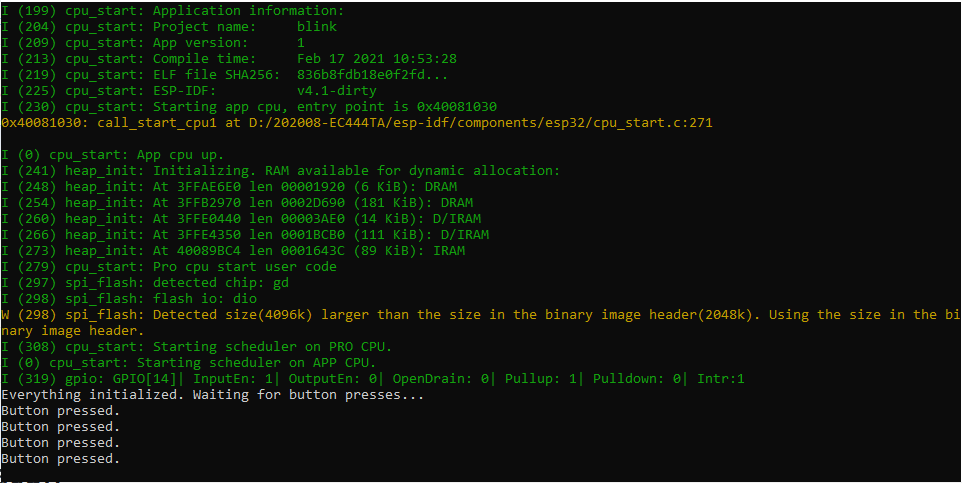 I (199) cpu_start: Application information:
I (204) cpu_start: Project name:     blink
I (209) cpu_start: App version:      1
I (213) cpu_start: Compile time:     Feb 17 2021 10:53:28
I (219) cpu_start: ELF file SHA256:  836b8fdb18e0f2fd...
I (225) cpu_start: ESP-IDF:          v4.1-dirty
I (230) cpu_start: Starting app cpu, entry point is 0x40081030
0x40081030: call_start_cpu1 at D:/202008-EC444TA/esp-idf/components/esp32/cpu_start.c:271
I (0) cpu_start: App cpu up.
I (241) heap_init: Initializing. RAM available for dynamic allocation:
I (248) heap_init: At 3FFAE6E0 len 00001920 (6 KiB): DRAM
I (254) heap_init: At 3FFB2970 len 0002D690 (181 KiB): DRAM
I (260) heap_init: At 3FFE0440 len 00003AE0 (14 KiB): D/IRAM
I (266) heap_init: At 3FFE4350 len 0001BCB0 (111 KiB): D/IRAM
I (273) heap_init: At 40089BC4 len 0001643C (89 KiB): IRAM
I (279) cpu_start: Pro cpu start user code
I (297) spi_flash: detected chip: gd
I (298) spi_flash: flash io: dio
W (298) spi_flash: Detected size(4096k) larger than the size in the binary image header(2048k). Using the size in the bi
nary image header.
I (308) cpu_start: Starting scheduler on PRO CPU.
I (0) cpu_start: Starting scheduler on APP CPU.
I (319) gpio: GPIO[14]| InputEn: 1| OutputEn: 0| OpenDrain: 0| Pullup: 1| Pulldown: 0| Intr:1
Everything initialized. Waiting for button presses...
Button pressed.
Button pressed.
Button pressed.
Button pressed.